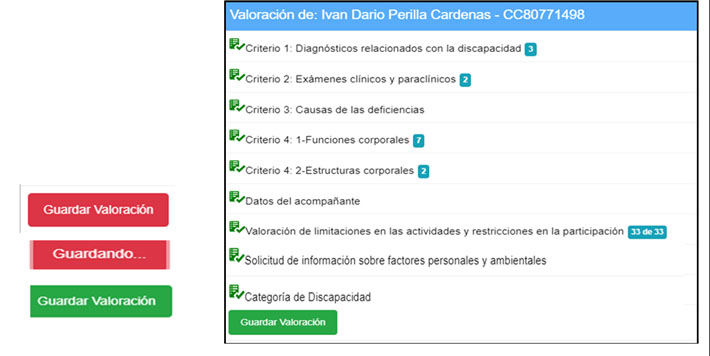 Guardar Valoración
Guardando...
Guardar Valoración
Valoración de: Ivan Dario Perilla Cardenas - CC80771498
Criterio 1: Diagnósticos relacionados con la discapacidad 3
Criterio 2: Exámenes clínicos y paraclínicos 2
Criterio 3: Causas de las deficiencias
Criterio 4: 1-Funciones corporales 7
Criterio 4: 2-Estructuras corporales 2
Datos del acompañante
Valoración de limitaciones en las actividades y restricciones en la participación 33 de 33
Solicitud de información sobre factores personales y ambientales
Categoría de Discapacidad
Guardar Valoración